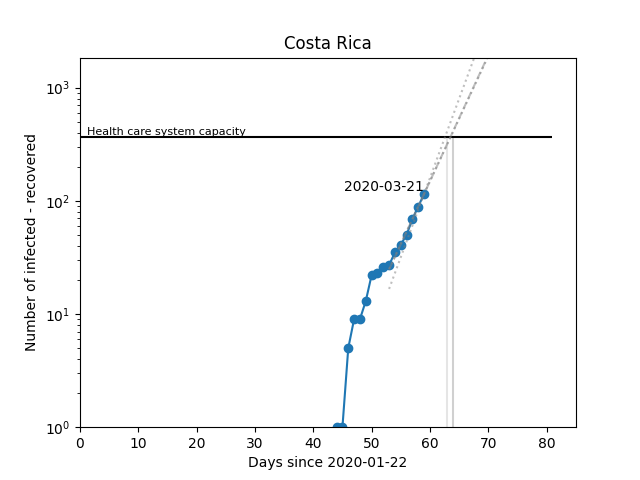 Costa Rica
Number of infected - recovered
10³
10²
10¹
10⁰
Health care system capacity
2020-03-21
0 10 20 30 40 50 60 70 80
Days since 2020-01-22